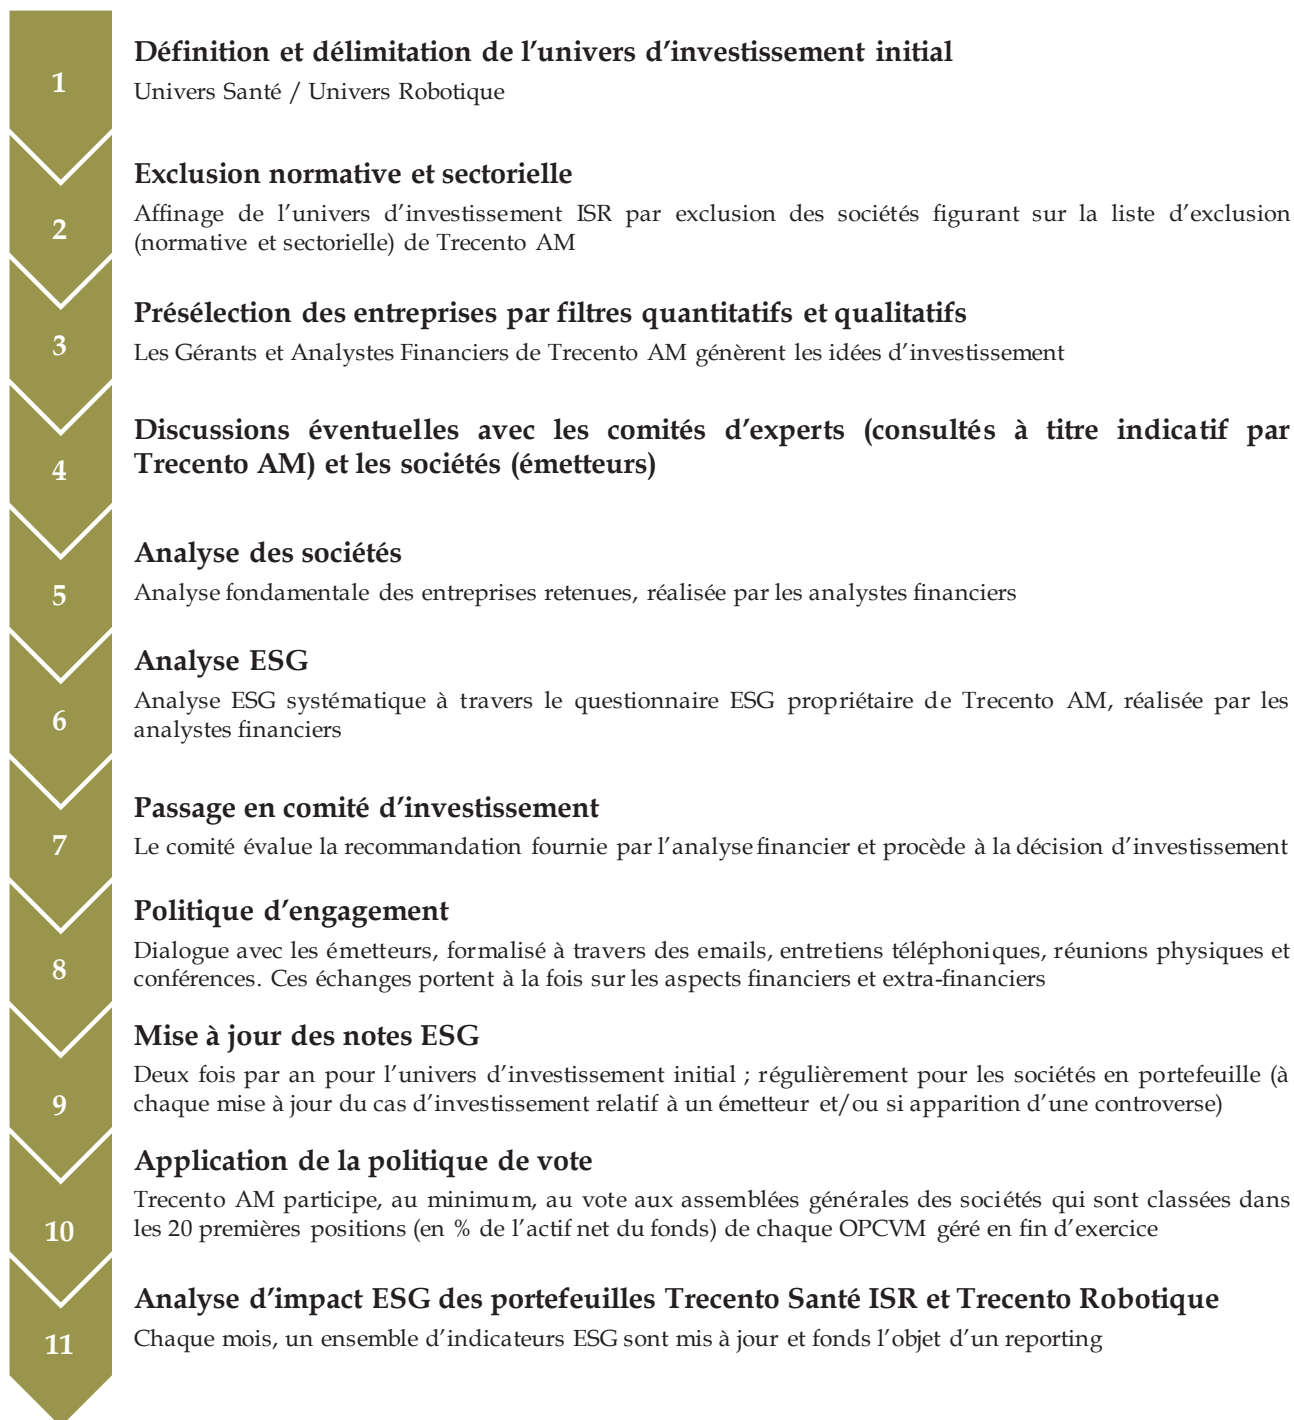 1
Définition et délimitation de l’univers d’investissement initial
Univers Santé / Univers Robotique
2
Exclusion normative et sectorielle
Affinage de l’univers d’investissement ISR par exclusion des sociétés figurant sur la liste d’exclusion
(normative et sectorielle) de Trecento AM
3
Présélection des entreprises par filtres quantitatifs et qualitatifs
Les Gérants et Analystes Financiers de Trecento AM génèrent les idées d’investissement
4
Discussions éventuelles avec les comités d’experts (consultés à titre indicatif par
Trecento AM) et les sociétés (émetteurs)
5
Analyse des sociétés
Analyse fondamentale des entreprises retenues, réalisée par les analystes financiers
6
Analyse ESG
Analyse ESG systématique à travers le questionnaire ESG propriétaire de Trecento AM, réalisée par les
analystes financiers
7
Passage en comité d’investissement
Le comité évalue la recommandation fournie par l’analyse financier et procède à la décision d’investissement
8
Politique d’engagement
Dialogue avec les émetteurs, formalisé à travers des emails, entretiens téléphoniques, réunions physiques et
conférences. Ces échanges portent à la fois sur les aspects financiers et extra-financiers
9
Mise à jour des notes ESG
Deux fois par an pour l’univers d’investissement initial ; régulièrement pour les sociétés en portefeuille (à
chaque mise à jour du cas d’investissement relatif à un émetteur et/ou si apparition d’une controverse)
10
Application de la politique de vote
Trecento AM participe, au minimum, au vote aux assemblées générales des sociétés qui sont classées dans
les 20 premières positions (en % de l’actif net du fonds) de chaque OPCVM géré en fin d’exercice
11
Analyse d’impact ESG des portefeuilles Trecento Santé ISR et Trecento Robotique
Chaque mois, un ensemble d’indicateurs ESG sont mis à jour et fonds l’objet d’un reporting